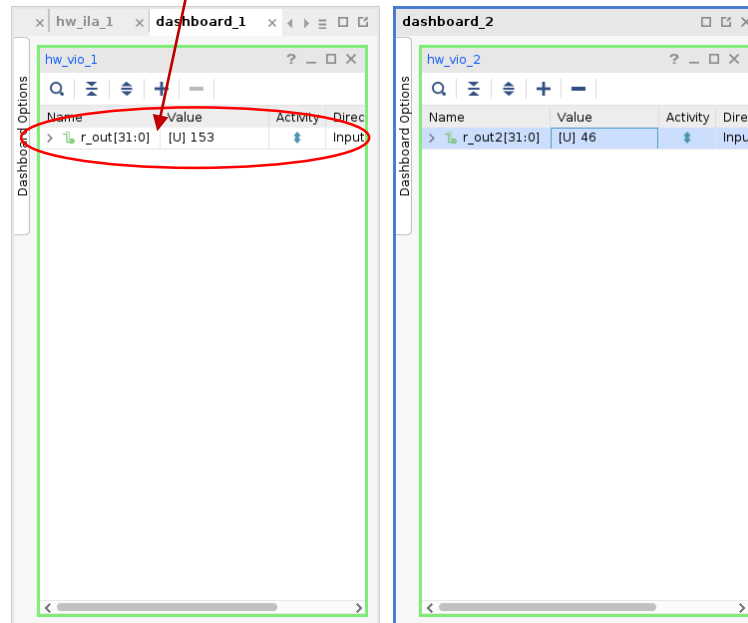 hw_ila_1 dashboard_1
hw_vio_1
Dashboard Options
Name Value Activity Direc
r_out[31:0] [U] 153 Input
dashboard_2
hw_vio_2
Dashboard Options
Name Value Activity Dire
r_out2[31:0] [U] 46 Inpu